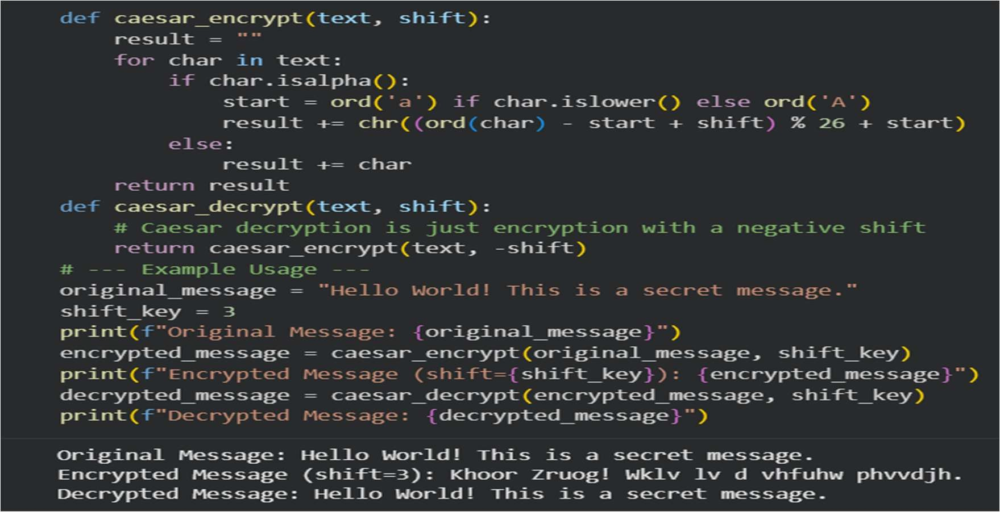 def caesar_encrypt(text, shift):
    result = ""
    for char in text:
        if char.isalpha():
            start = ord('a') if char.islower() else ord('A')
            result += chr((ord(char) - start + shift) % 26 + start)
        else:
            result += char
    return result
def caesar_decrypt(text, shift):
    # Caesar decryption is just encryption with a negative shift
    return caesar_encrypt(text, -shift)
# --- Example Usage ---
original_message = "Hello World! This is a secret message."
shift_key = 3
print(f"Original Message: {original_message}")
encrypted_message = caesar_encrypt(original_message, shift_key)
print(f"Encrypted Message (shift={shift_key}): {encrypted_message}")
decrypted_message = caesar_decrypt(encrypted_message, shift_key)
print(f"Decrypted Message: {decrypted_message}")
Original Message: Hello World! This is a secret message.
Encrypted Message (shift=3): Khoor Zruog! Wklv lv d vhfuhw phvvdjh.
Decrypted Message: Hello World! This is a secret message.